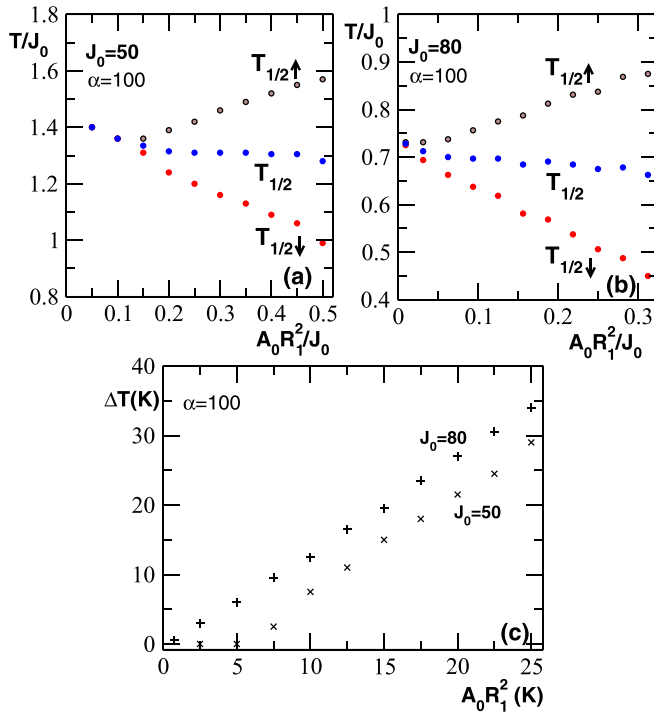 T/J₀
1.8
1.6
1.4
1.2
1
0.8
J₀=50
α=100
T₁/₂↑
T₁/₂
T₁/₂↓
(a)
0 0.1 0.2 0.3 0.4 0.5
A₀R₁²/J₀
T/J₀
1
0.9
0.8
0.7
0.6
0.5
0.4
J₀=80
α=100
T₁/₂↑
T₁/₂
T₁/₂↓
(b)
0 0.1 0.2 0.3
A₀R₁²/J₀
40
ΔT(K)
30
20
10
0
α=100
J₀=80
J₀=50
(c)
0 5 10 15 20 25
A₀R₁² (K)